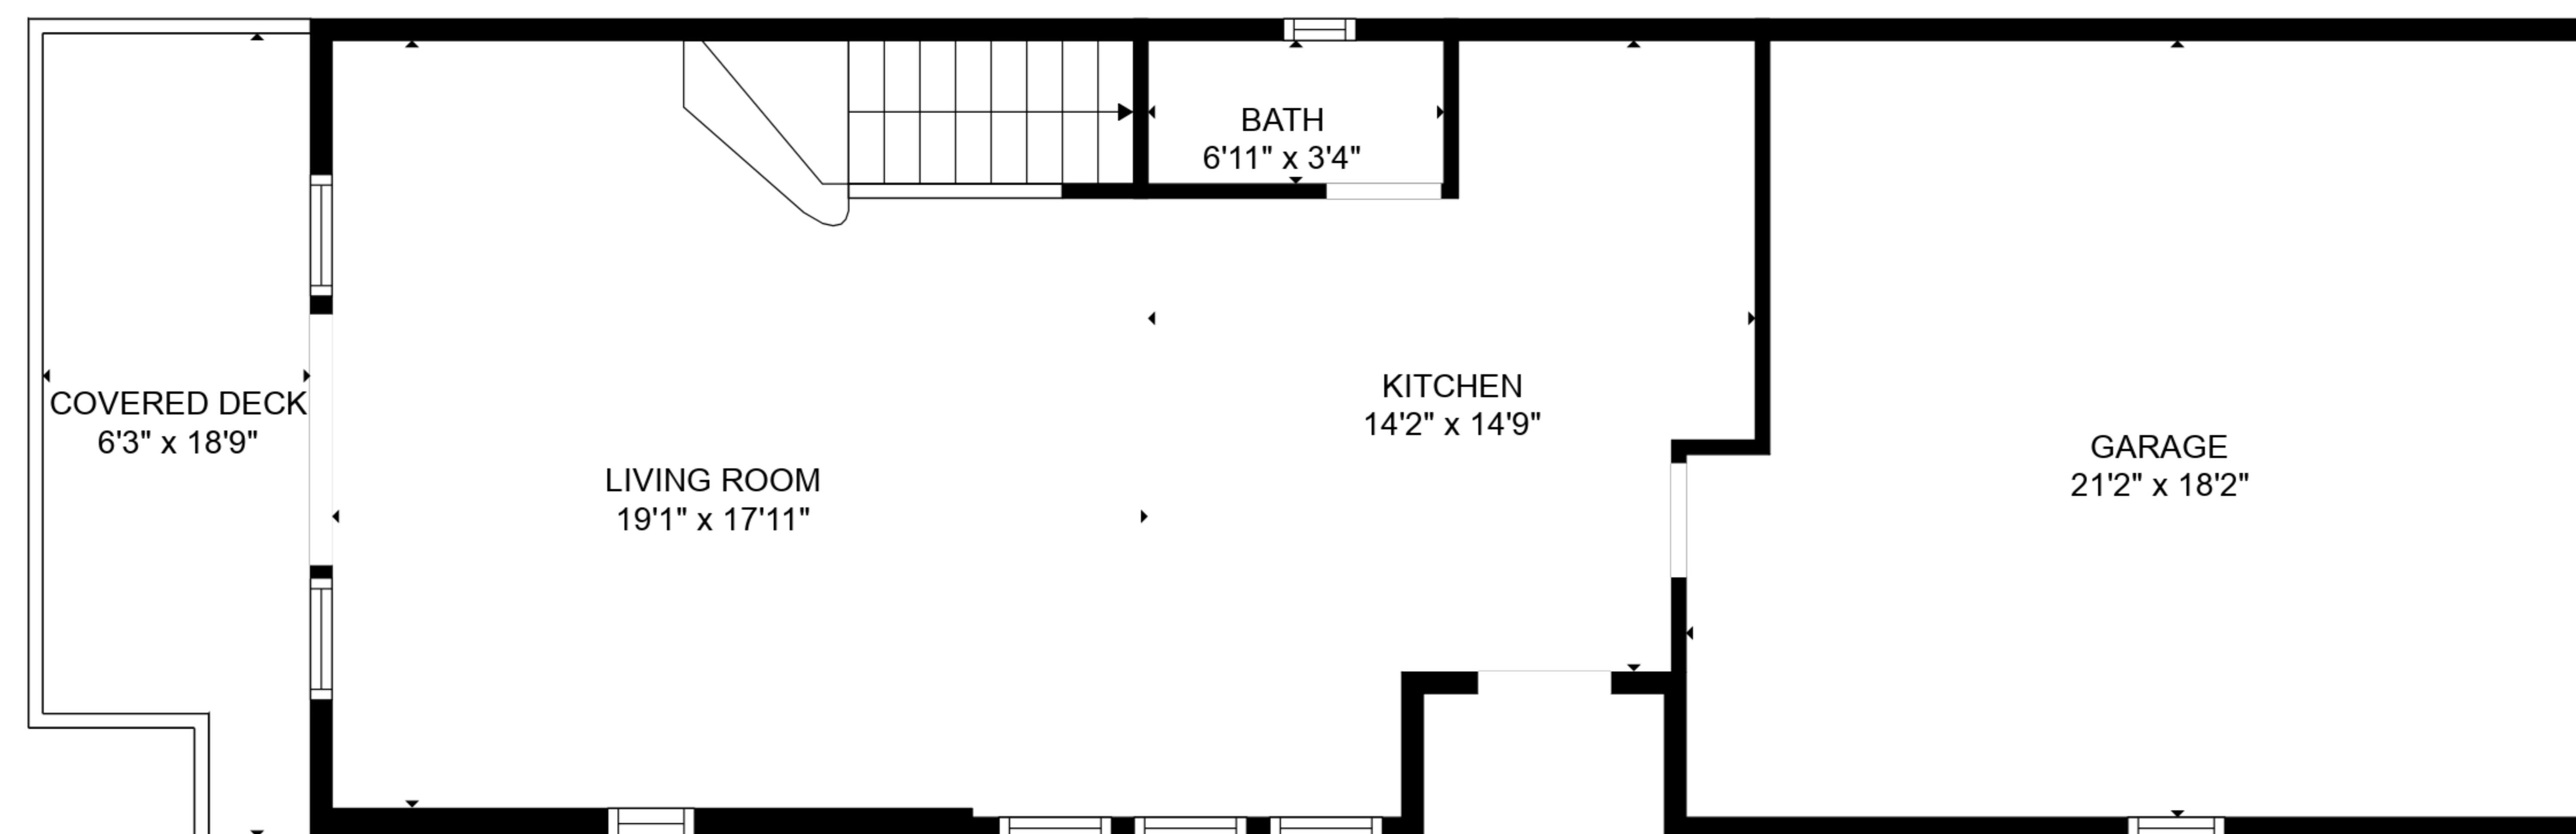 BATH
6'11" x 3'4"
COVERED DECK
6'3" x 18'9"
LIVING ROOM
19'1" x 17'11"
KITCHEN
14'2" x 14'9"
GARAGE
21'2" x 18'2"